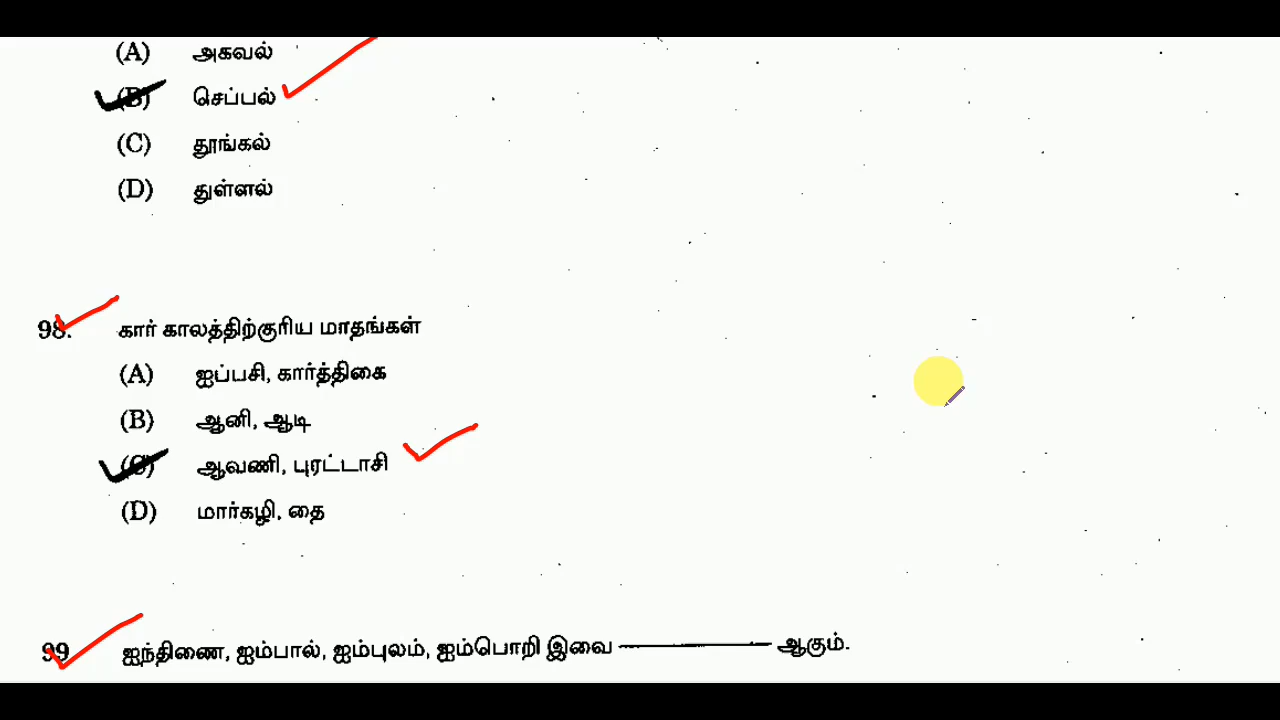 (A) அகவல்
(B) செப்பல்
(C) தூங்கல்
(D) துள்ளல்
98. கார் காலத்திற்குரிய மாதங்கள்
(A) ஐப்பசி, கார்த்திகை
(B) ஆனி, ஆடி
(C) ஆவணி, புரட்டாசி
(D) மார்கழி, தை
99 ஐந்திணை, ஐம்பால், ஐம்புலம், ஐம்பொறி இவை ———— ஆகும்.